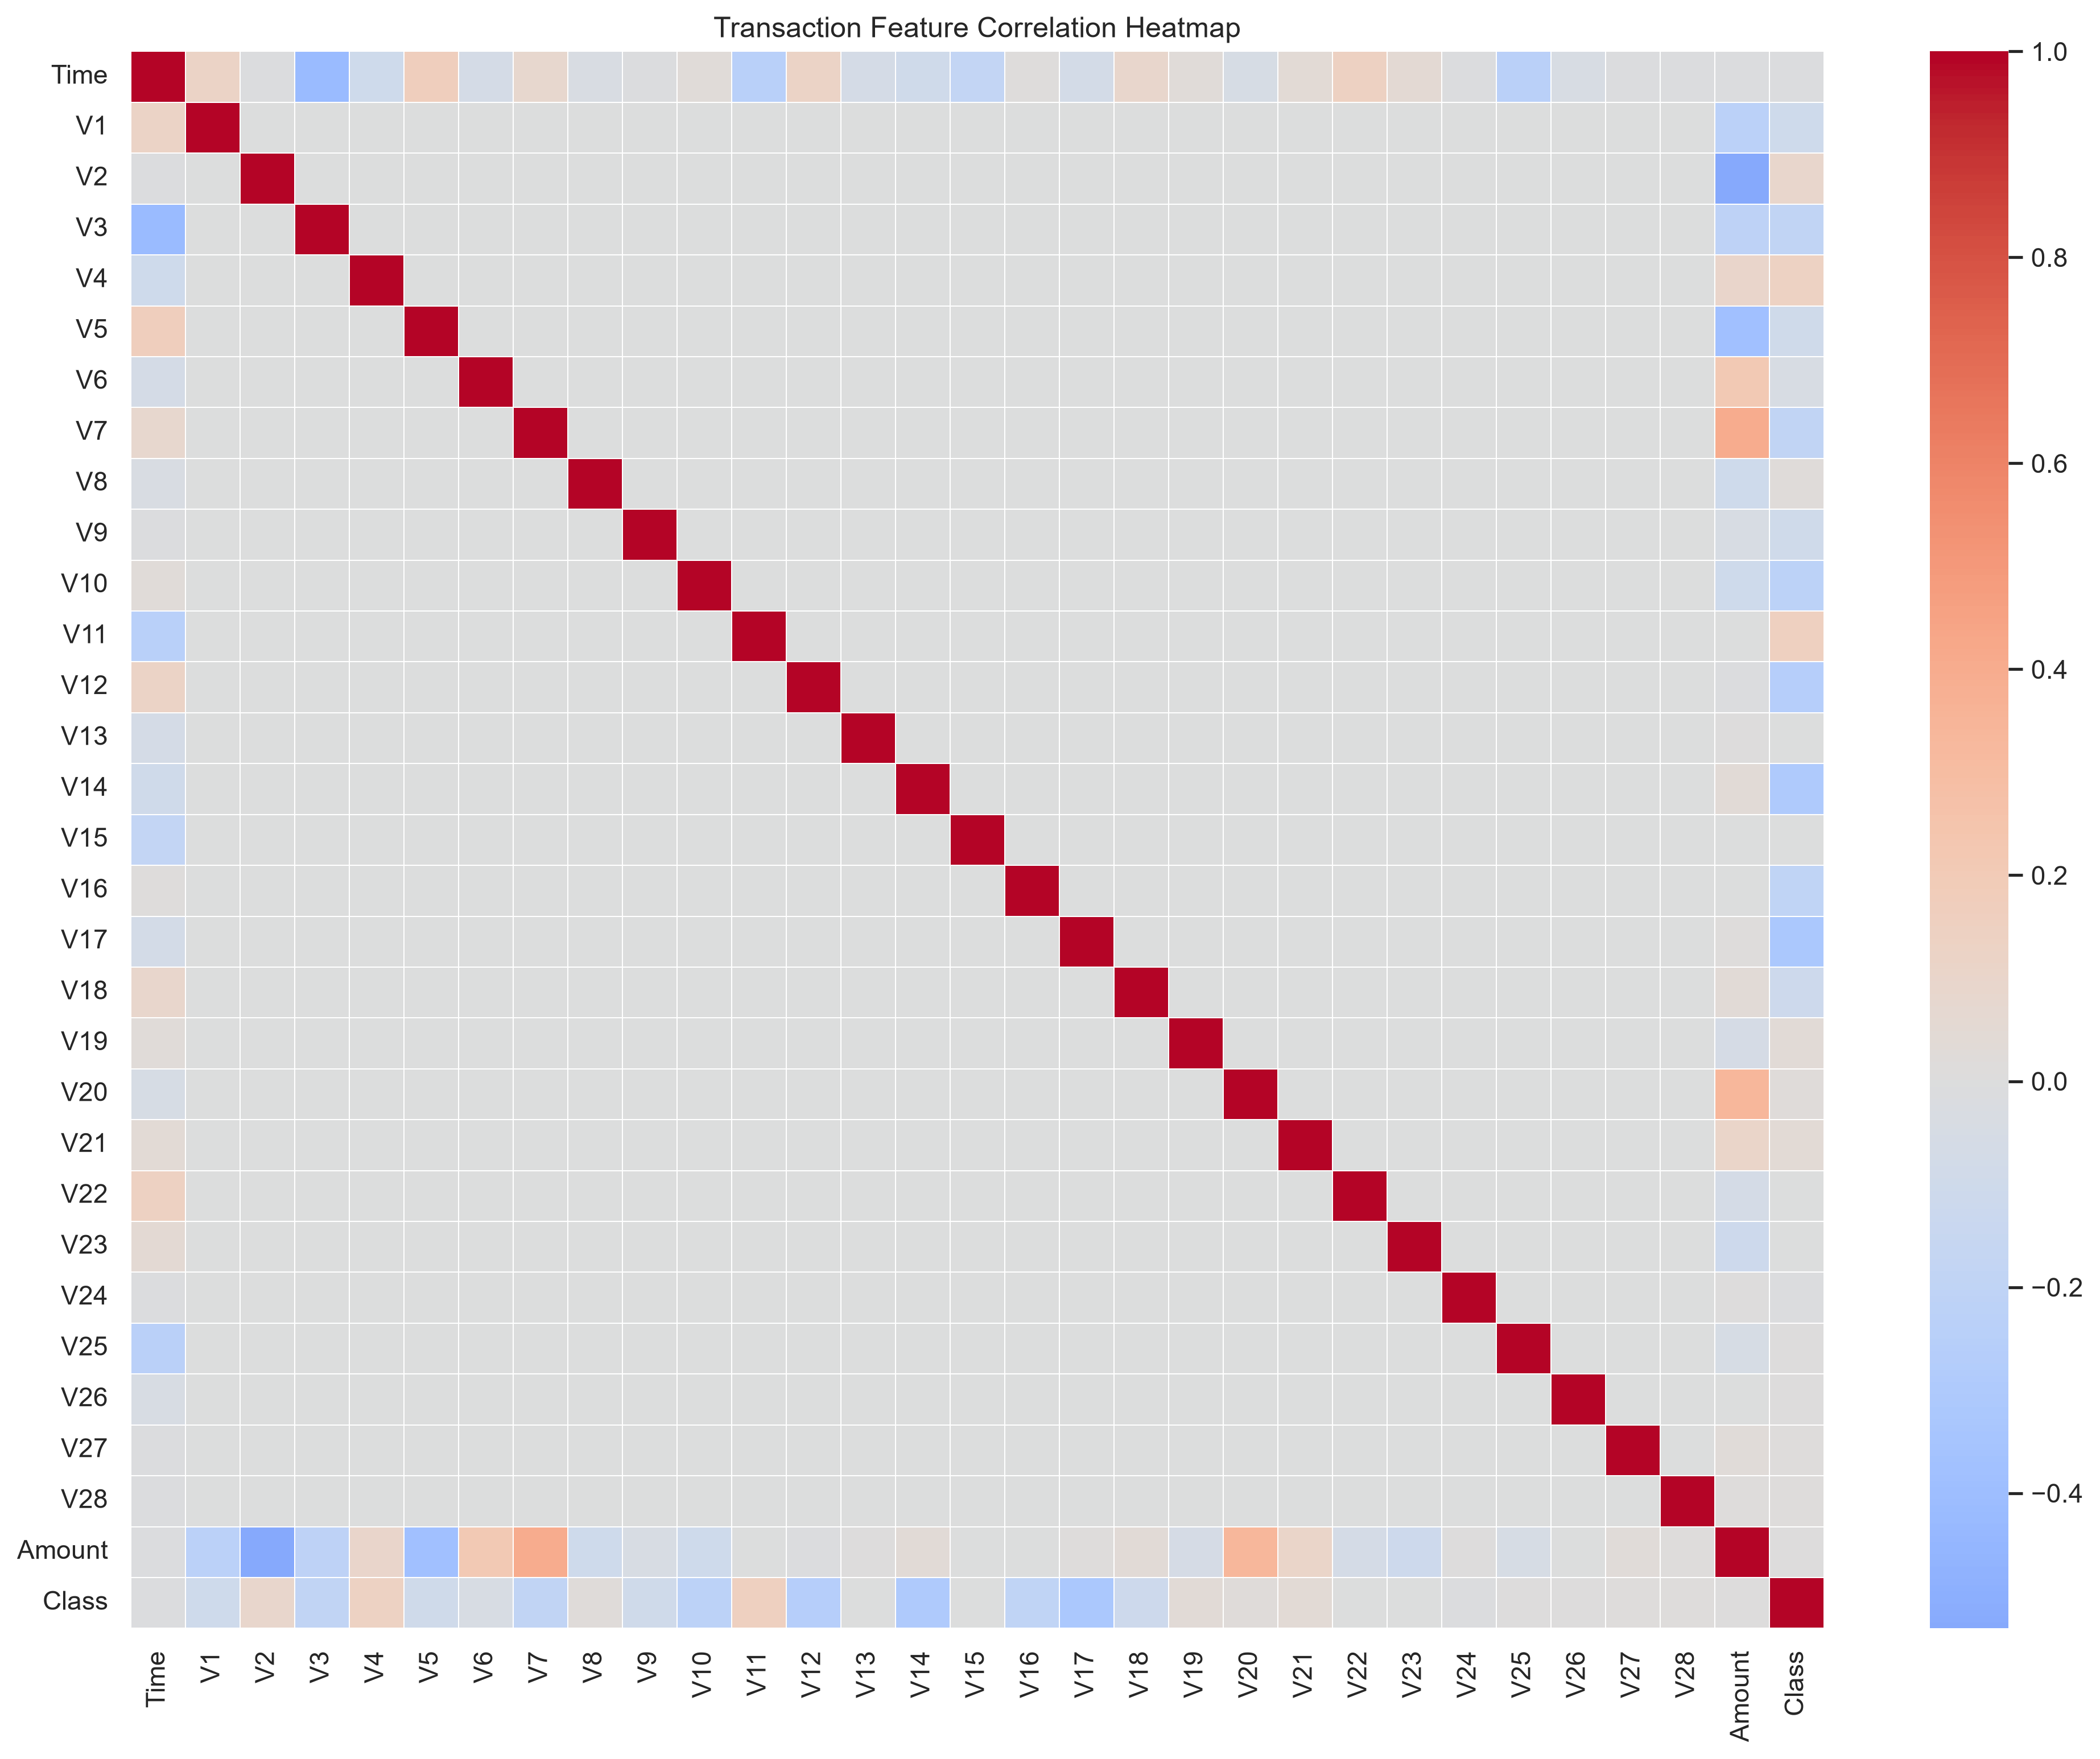 Transaction Feature Correlation Heatmap
Time
V1
V2
V3
V4
V5
V6
V7
V8
V9
V10
V11
V12
V13
V14
V15
V16
V17
V18
V19
V20
V21
V22
V23
V24
V25
V26
V27
V28
Amount
Class
Time V1 V2 V3 V4 V5 V6 V7 V8 V9 V10 V11 V12 V13 V14 V15 V16 V17 V18 V19 V20 V21 V22 V23 V24 V25 V26 V27 V28 Amount Class
1.0
0.8
0.6
0.4
0.2
0.0
−0.2
−0.4